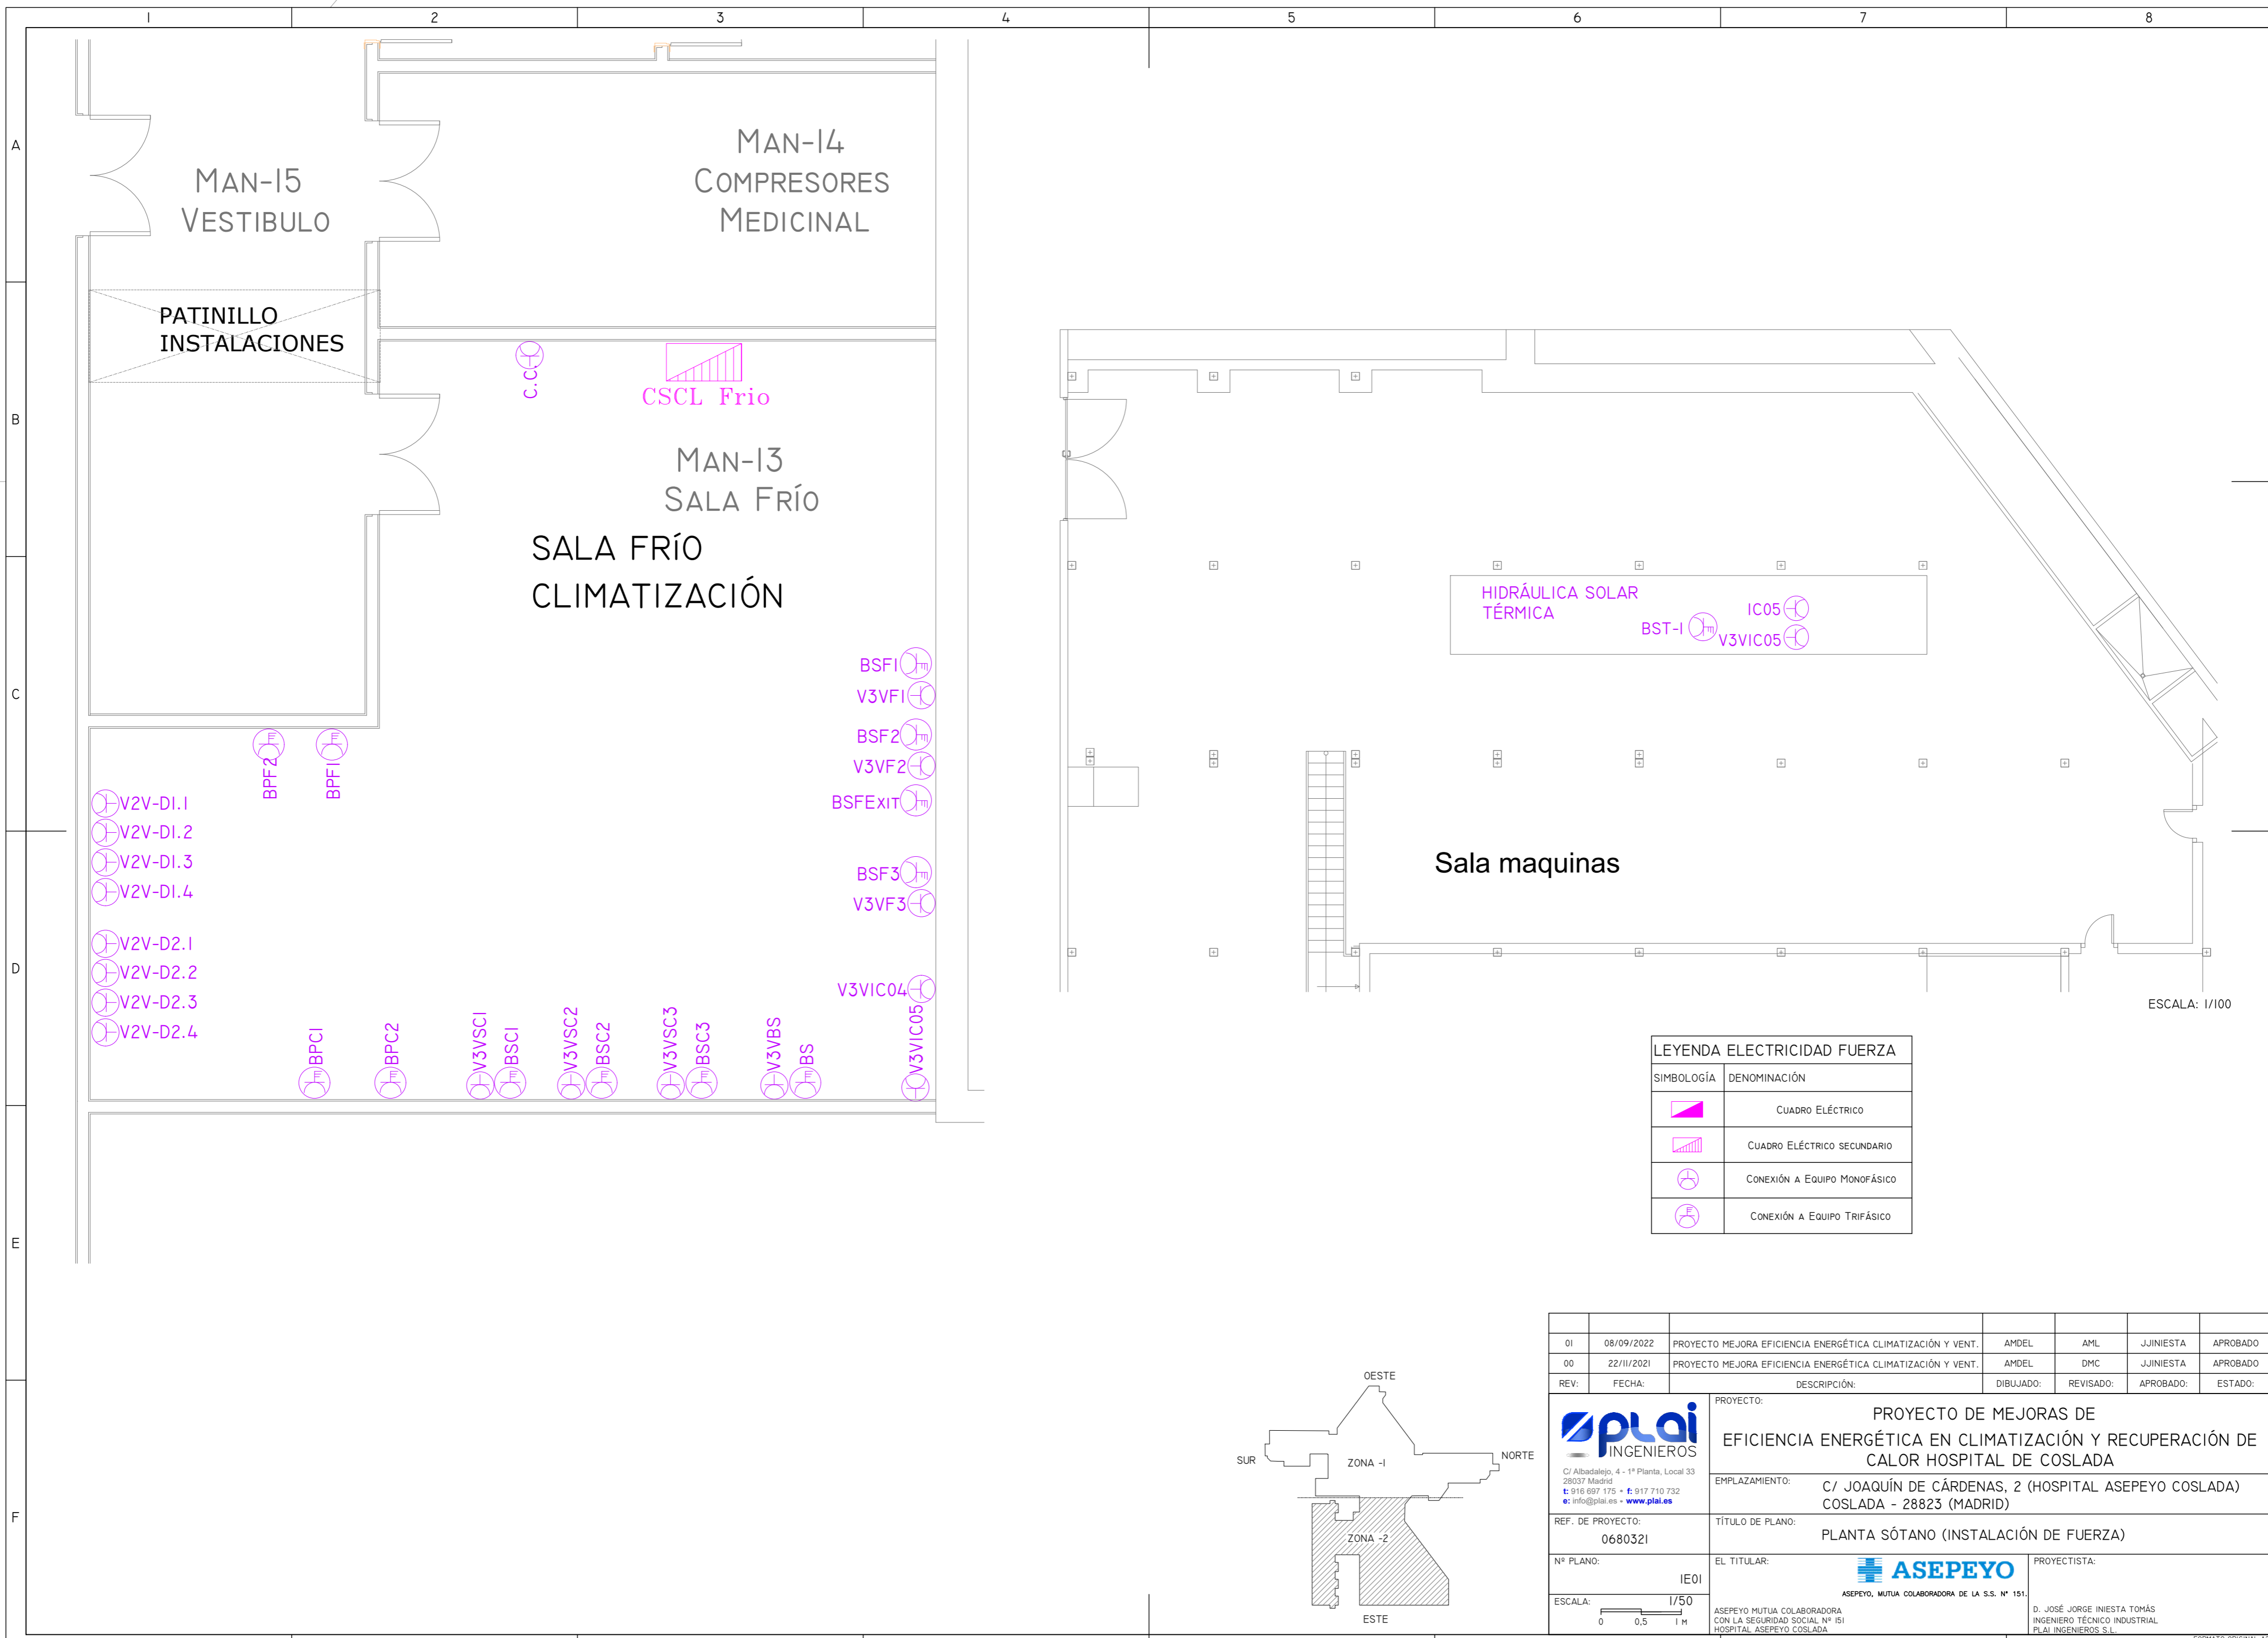 1 2 3 4 5 6 7 8
A
B
C
D
E
F
MAN-15
VESTIBULO
MAN-14
COMPRESORES
MEDICINAL
PATINILLO
INSTALACIONES
C.C.
CSCL Frio
MAN-13
SALA FRÍO
SALA FRÍO
CLIMATIZACIÓN
BSF1
V3VF1
BSF2
V3VF2
BSFEXIT
BSF3
V3VF3
V3VIC04
V3VIC05
BPF2
BPF1
V2V-D1.1
V2V-D1.2
V2V-D1.3
V2V-D1.4
V2V-D2.1
V2V-D2.2
V2V-D2.3
V2V-D2.4
BPC1
BPC2
V3VSC1
BSC1
V3VSC2
BSC2
V3VSC3
BSC3
V3VBS
BS
HIDRÁULICA SOLAR
TÉRMICA
IC05
BST-1
V3VIC05
Sala maquinas
ESCALA: 1/100
LEYENDA ELECTRICIDAD FUERZA
SIMBOLOGÍA DENOMINACIÓN
CUADRO ELÉCTRICO
CUADRO ELÉCTRICO SECUNDARIO
CONEXIÓN A EQUIPO MONOFÁSICO
CONEXIÓN A EQUIPO TRIFÁSICO
OESTE
SUR
NORTE
ZONA -1
ZONA -2
ESTE
01 08/09/2022 PROYECTO MEJORA EFICIENCIA ENERGÉTICA CLIMATIZACIÓN Y VENT. AMDEL AML JJINIESTA APROBADO
00 22/11/2021 PROYECTO MEJORA EFICIENCIA ENERGÉTICA CLIMATIZACIÓN Y VENT. AMDEL DMC JJINIESTA APROBADO
REV: FECHA: DESCRIPCIÓN: DIBUJADO: REVISADO: APROBADO: ESTADO:
plai
INGENIEROS
C/ Albadalejo, 4 - 1ª Planta, Local 33
28037 Madrid
t: 916 697 175 - f: 917 710 732
e: info@plai.es - www.plai.es
PROYECTO:
PROYECTO DE MEJORAS DE
EFICIENCIA ENERGÉTICA EN CLIMATIZACIÓN Y RECUPERACIÓN DE
CALOR HOSPITAL DE COSLADA
EMPLAZAMIENTO:
C/ JOAQUÍN DE CÁRDENAS, 2 (HOSPITAL ASEPEYO COSLADA)
COSLADA - 28823 (MADRID)
REF. DE PROYECTO:
0680321
TÍTULO DE PLANO:
PLANTA SÓTANO (INSTALACIÓN DE FUERZA)
Nº PLANO:
IE01
ESCALA:
1/50
0 0,5 1 M
EL TITULAR:
ASEPEYO
ASEPEYO, MUTUA COLABORADORA DE LA S.S. Nº 151.
ASEPEYO MUTUA COLABORADORA
CON LA SEGURIDAD SOCIAL Nº 151
HOSPITAL ASEPEYO COSLADA
PROYECTISTA:
D. JOSÉ JORGE INIESTA TOMÁS
INGENIERO TÉCNICO INDUSTRIAL
PLAI INGENIEROS S.L.